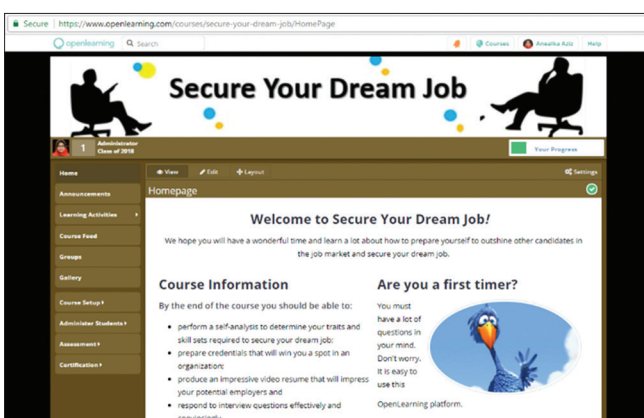 Secure https://www.openlearning.com/courses/secure-your-dream-job/HomePage
openlearning Search Courses Anealka Aziz Help
Secure Your Dream Job
1 Administrator
Class of 2018
Your Progress
Home
View Edit Layout Settings
Homepage
Announcements
Learning Activities
Course Feed
Groups
Gallery
Course Setup
Administer Students
Assessment
Certification
Welcome to Secure Your Dream Job!
We hope you will have a wonderful time and learn a lot about how to prepare yourself to outshine other candidates in
the job market and secure your dream job.
Course Information
By the end of the course you should be able to:
• perform a self-analysis to determine your traits and
skill sets required to secure your dream job;
• prepare credentials that will win you a spot in an
organization;
• produce an impressive video resume that will impress
your potential employers and
• respond to interview questions effectively and
Are you a first timer?
You must
have a lot of
questions in
your mind.
Don't worry.
It is easy to
use this
OpenLearning platform.